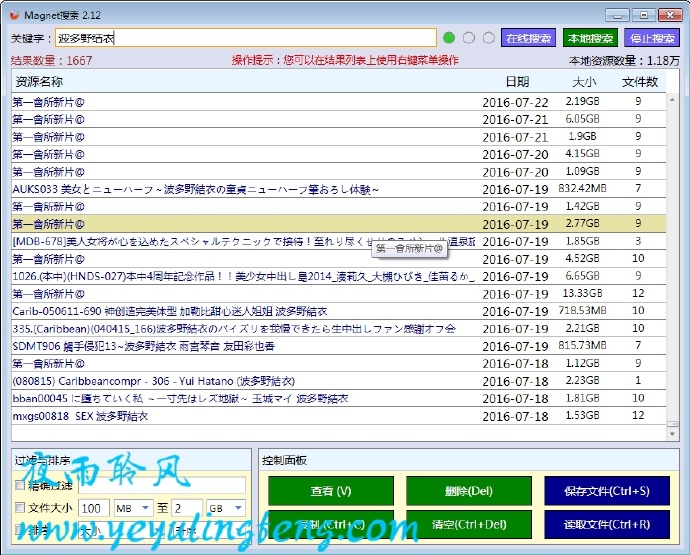 Magnet搜索 2.12
关键字： 波多野结衣 在线搜索 本地搜索 停止搜索
结果数量：1667 操作提示：您可以在结果列表上使用右键菜单操作 本地资源数量：1.18万
资源名称 日期 大小 文件数
第一會所新片@ 2016-07-22 2.19GB 9
第一會所新片@ 2016-07-21 6.05GB 9
第一會所新片@ 2016-07-21 1.9GB 9
第一會所新片@ 2016-07-20 4.15GB 9
第一會所新片@ 2016-07-20 1.09GB 9
AUKS033 美女とニューハーフ～波多野結衣の童貞ニューハーフ筆おろし体験～ 2016-07-19 832.42MB 7
第一會所新片@ 2016-07-19 1.42GB 9
第一會所新片@ 2016-07-19 2.77GB 9
[MDB-678]美人女将が心を込めたスペシャルテクニックで接待！至れり尽くせ 温泉旅 2016-07-19 1.85GB 3
第一會所新片@
第一會所新片@ 2016-07-19 4.52GB 10
1026.(本中)(HNDS-027)本中4周年記念作品！！美少女中出し島2014_湊莉久_大槻ひびき_佳苗るか_ 2016-07-19 6.65GB 9
第一會所新片@ 2016-07-19 13.33GB 12
Carib-050611-690 神创造完美体型 加勒比甜心迷人姐姐 波多野结衣 2016-07-19 718.53MB 10
335.(Caribbean)(040415_166)波多野結衣のパイズリを我慢できたら生中出しファン感謝オフ会 2016-07-19 2.21GB 10
SDMT906 觸手侵犯13~波多野結衣 雨宮琴音 友田彩也香 2016-07-19 815.73MB 7
第一會所新片@ 2016-07-18 1.12GB 9
(080815) Caribbeancompr - 306 - Yui Hatano (波多野結衣) 2016-07-18 2.23GB 1
bban00045 に堕ちていく私 ～一寸先はレズ地獄～ 玉城マイ 波多野結衣 2016-07-18 1.81GB 10
mxgs00818 SEX 波多野結衣 2016-07-18 1.53GB 12
过滤与排序 控制面板
夜雨聆风
精确过滤 查看 (V) 删除(Del) 保存文件(Ctrl+S)
文件大小 100 MB 至 2 GB
www.yeyulingfeng.com
排序 大小 复制 (Ctrl+C) 清空(Ctrl+Del) 读取文件(Ctrl+R)